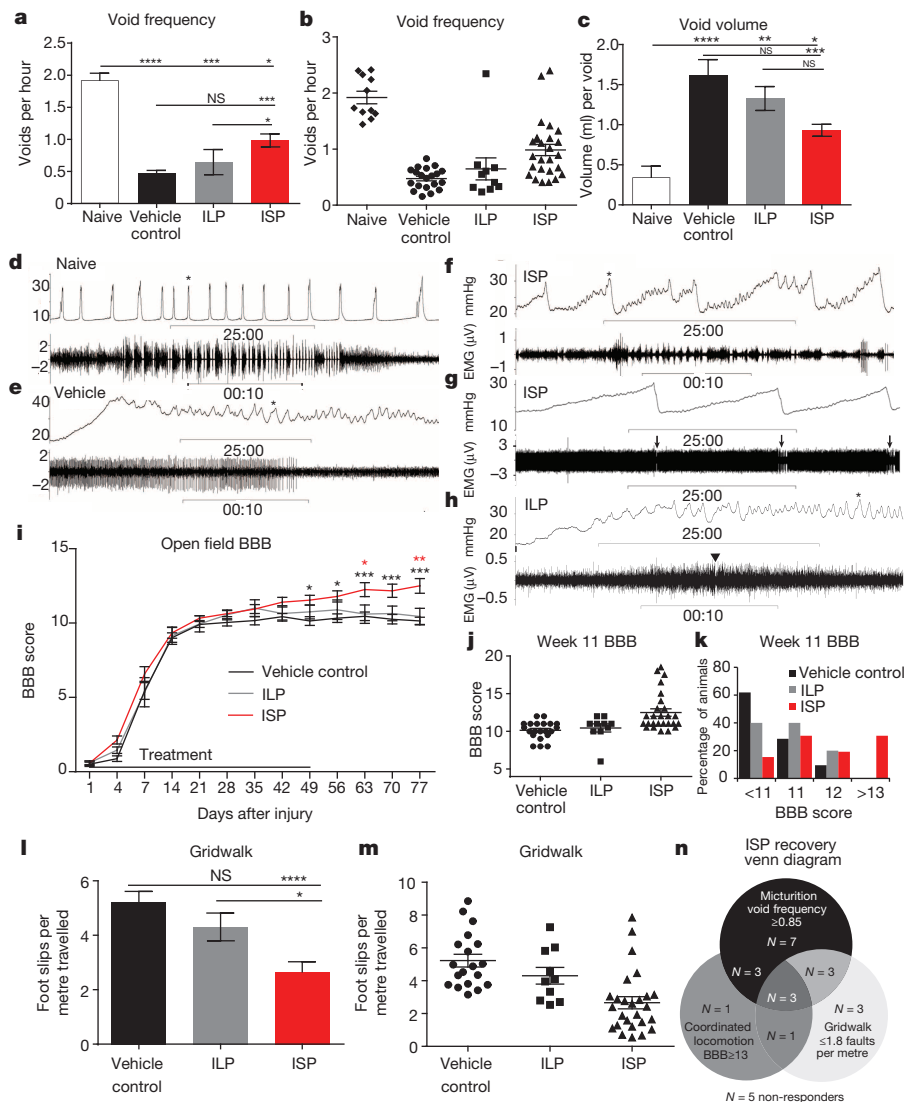 a
Void frequency
Voids per hour
2.5
2.0
1.5
1.0
0.5
0
**** *** *
NS ***
*
Naive Vehicle control ILP ISP
b
Void frequency
Voids per hour
3
2
1
0
Naive Vehicle control ILP ISP
c
Void volume
Volume (ml) per void
2.0
1.5
1.0
0.5
0
**** ** *
NS ***
NS
Naive Vehicle control ILP ISP
d
Naive
*
30
10
25:00
2
−2
00:10
e
Vehicle
*
40
20
25:00
2
−2
00:10
f
ISP
*
30
20
mmHg
25:00
1
−1
EMG (µV)
00:10
g
ISP
30
10
mmHg
25:00
3
−3
EMG (µV)
25:00
h
ILP
*
30
20
mmHg
25:00
0.5
−0.5
EMG (µV)
00:10
i
Open field BBB
BBB score
15
10
5
0
* **
* * *** *** ***
Vehicle control
ILP
ISP
Treatment
1 4 7 14 21 28 35 42 49 56 63 70 77
Days after injury
j
Week 11 BBB
BBB score
20
15
10
Vehicle control ILP ISP
k
Week 11 BBB
Percentage of animals
80
60
40
20
0
Vehicle control
ILP
ISP
<11 11 12 >13
BBB score
l
Gridwalk
Foot slips per metre travelled
6
4
2
0
NS ****
*
Vehicle control ILP ISP
m
Gridwalk
Foot slips per metre travelled
10
8
6
4
2
0
Vehicle control ILP ISP
n
ISP recovery
venn diagram
Micturition
void frequency
≥0.85
N = 7
N = 3
N = 3
N = 3
N = 1
Coordinated
locomotion
BBB≥13
N = 1
N = 3
Gridwalk
≤1.8 faults
per metre
N = 5 non-responders